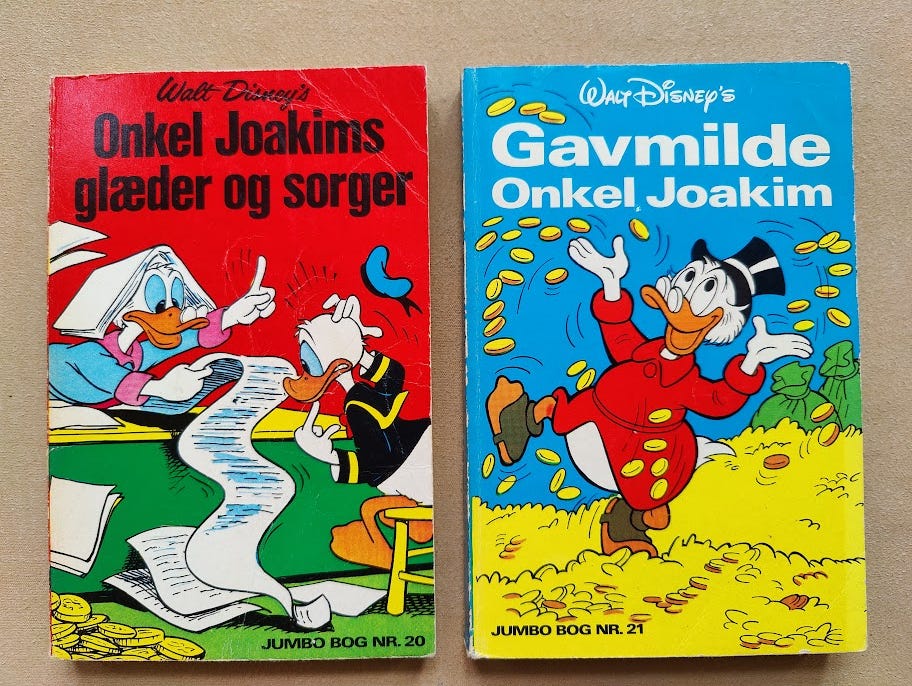 Walt Disney's
Onkel Joakims
glæder og sorger
JUMBO BOG NR. 20
WALT DISNEY'S
Gavmilde
Onkel Joakim
JUMBO BOG NR. 21